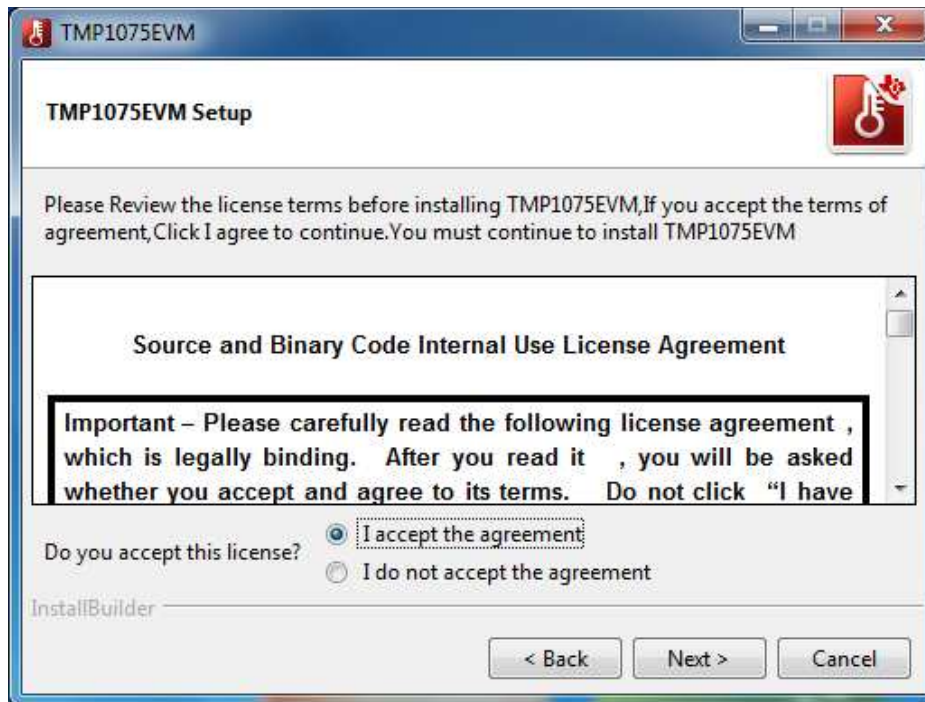 TMP1075EVM
TMP1075EVM Setup
Please Review the license terms before installing TMP1075EVM,If you accept the terms of
agreement,Click I agree to continue.You must continue to install TMP1075EVM
Source and Binary Code Internal Use License Agreement
Important – Please carefully read the following license agreement ,
which is legally binding. After you read it , you will be asked
whether you accept and agree to its terms. Do not click “I have
Do you accept this license?
I accept the agreement
I do not accept the agreement
InstallBuilder
< Back
Next >
Cancel